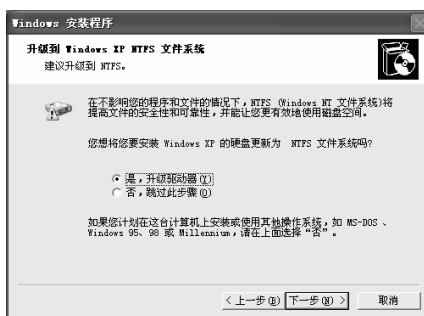 Windows 安装程序
升级到 Windows XP NTFS 文件系统
建议升级到 NTFS。
在不影响您的程序和文件的情况下，NTFS (Windows NT 文件系统)将
提高文件的安全性和可靠性，并能让您更有效地使用磁盘空间。
您想将您要安装 Windows XP 的硬盘更新为 NTFS 文件系统吗?
是，升级驱动器(Y)
否，跳过此步骤(O)
如果您计划在这台计算机上安装或使用其他操作系统，如 MS-DOS 、
Windows 95、98 或 Millennium，请在上面选择“否”。
< 上一步(B) 下一步(N) > 取消